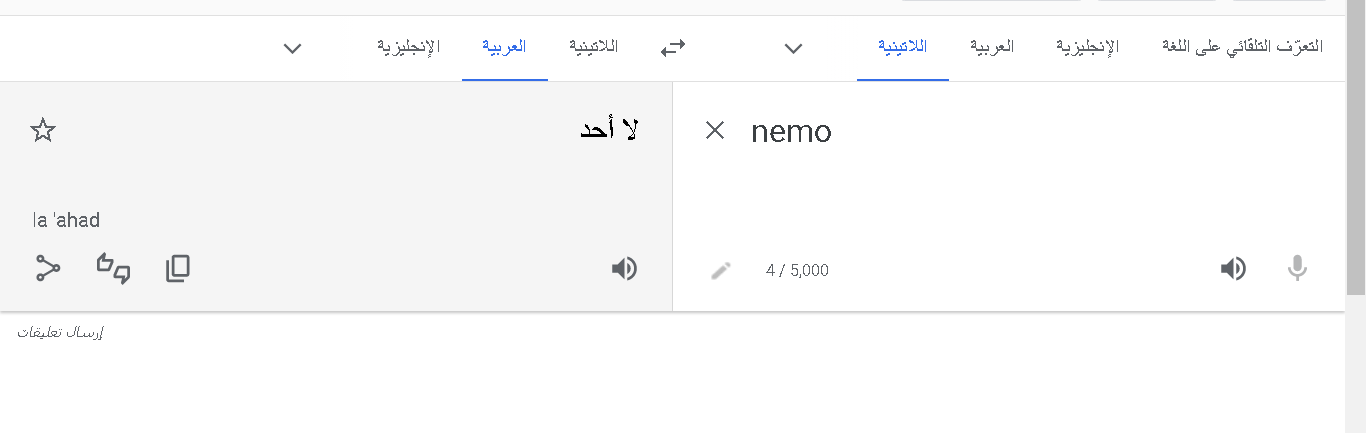 التعرّف التلقائي على اللغة الإنجليزية العربية اللاتينية
اللاتينية العربية الإنجليزية
nemo
4 / 5,000
لا أحد
la 'ahad
إرسال تعليقات